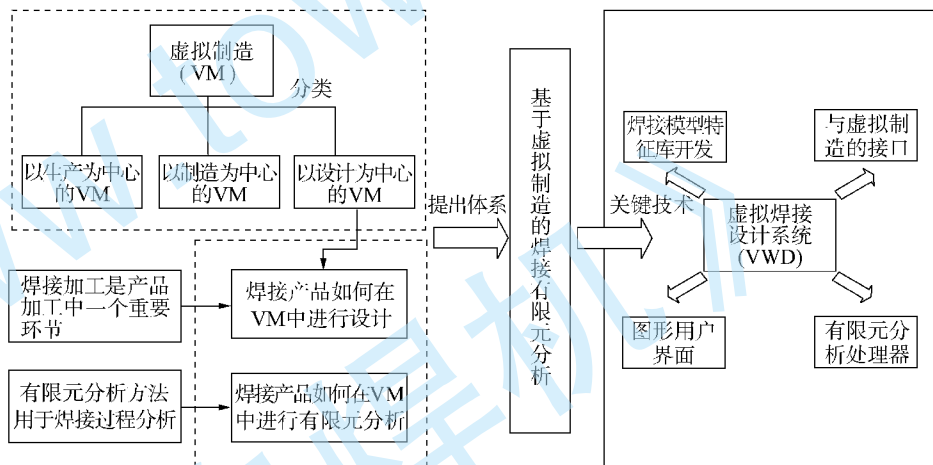 虚拟制造
(VM)
分类
以生产为中心
的VM
以制造为中心
的VM
以设计为中心
的VM
焊接加工是产品
加工中一个重要
环节
焊接产品如何在
VM中进行设计
有限元分析方法
用于焊接过程分析
焊接产品如何在VM
中进行有限元分析
提出体系
基于虚拟制造的焊接有限元分析
关键技术
焊接模型特
征库开发
与虚拟制
造的接口
虚拟焊接
设计系统
(VWD)
图形用户
界面
有限元分
析处理器